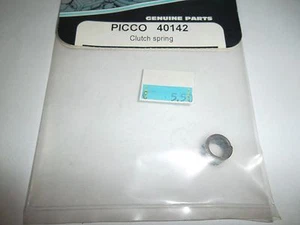 GENUINE PARTS
PICCO 40142
Clutch spring
€ 5,50